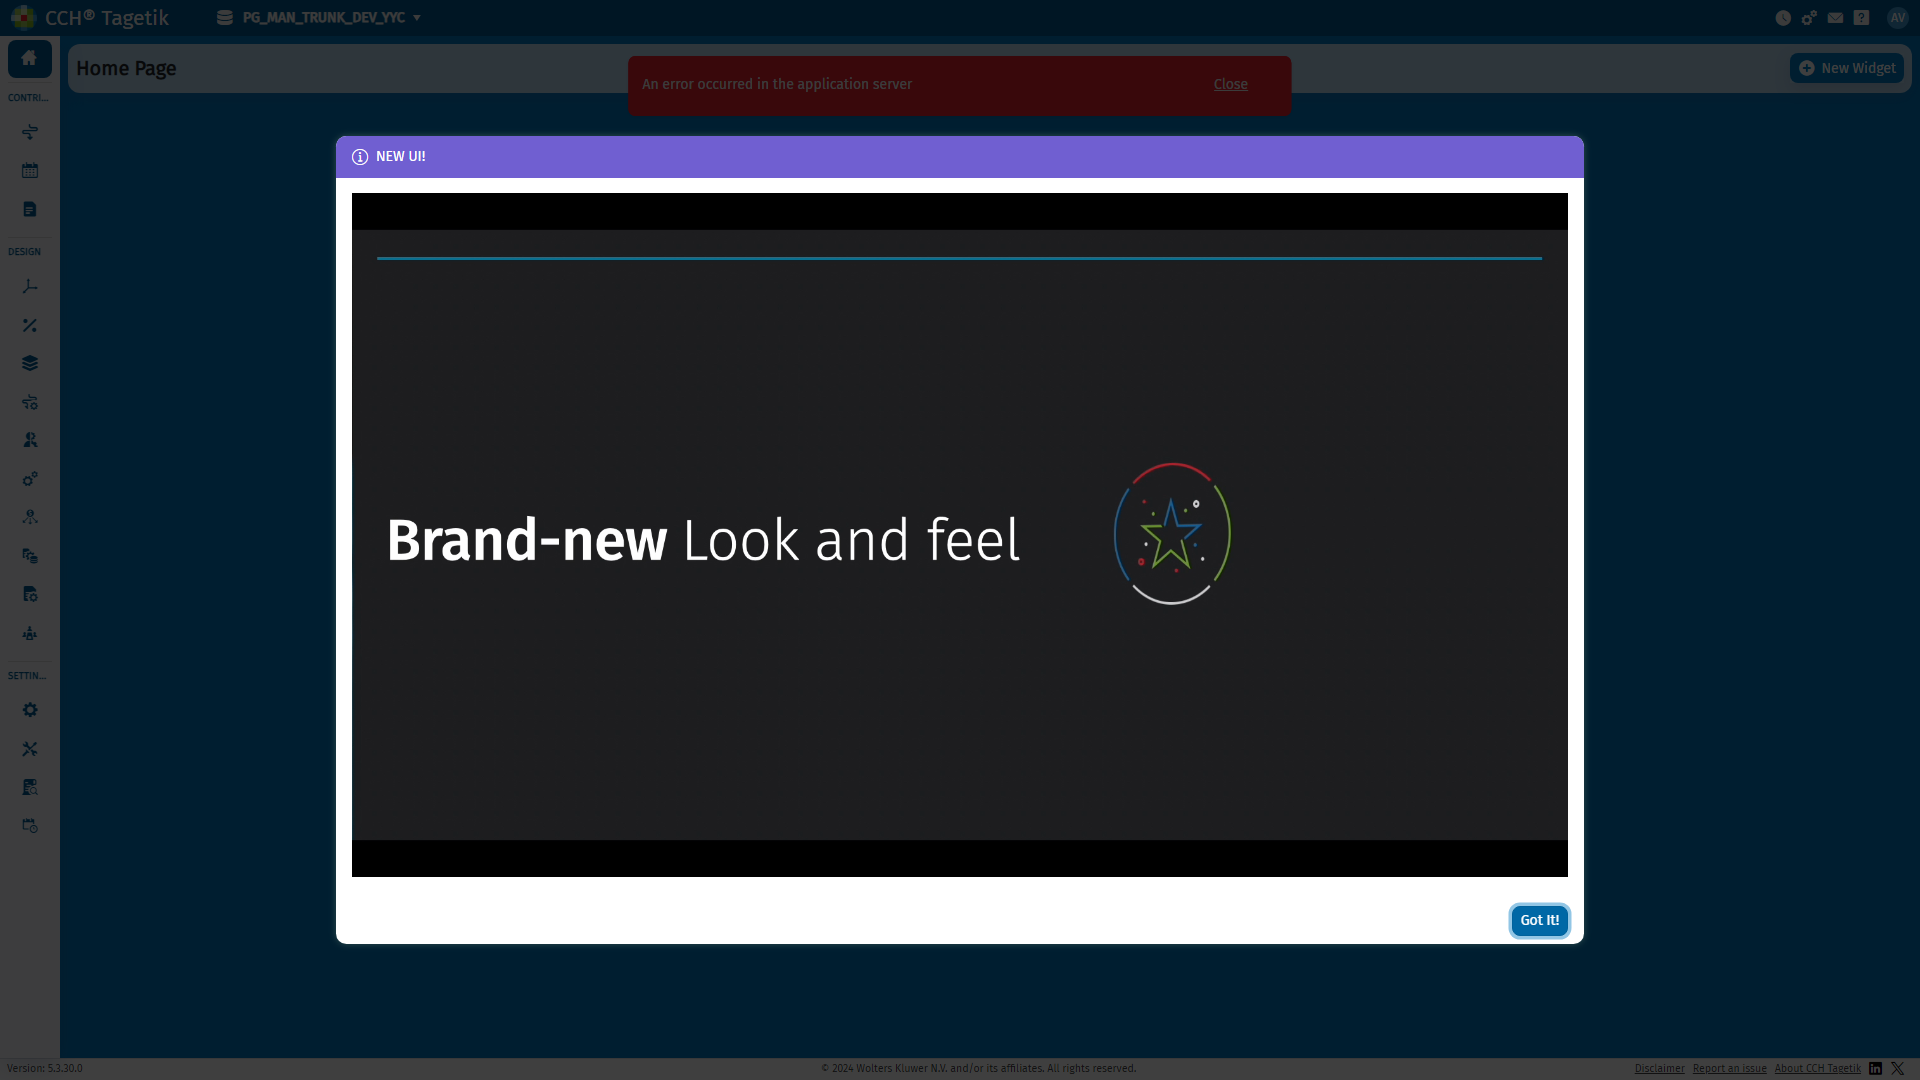 CCH® Tagetik
PG_MAN_TRUNK_DEV_YYC
?
AV
Home Page
An error occurred in the application server
Close
New Widget
CONTRI...
NEW UI!
DESIGN
Brand-new Look and feel
SETTIN...
Got It!
Version: 5.3.30.0
© 2024 Wolters Kluwer N.V. and/or its affiliates. All rights reserved.
Disclaimer
Report an issue
About CCH Tagetik